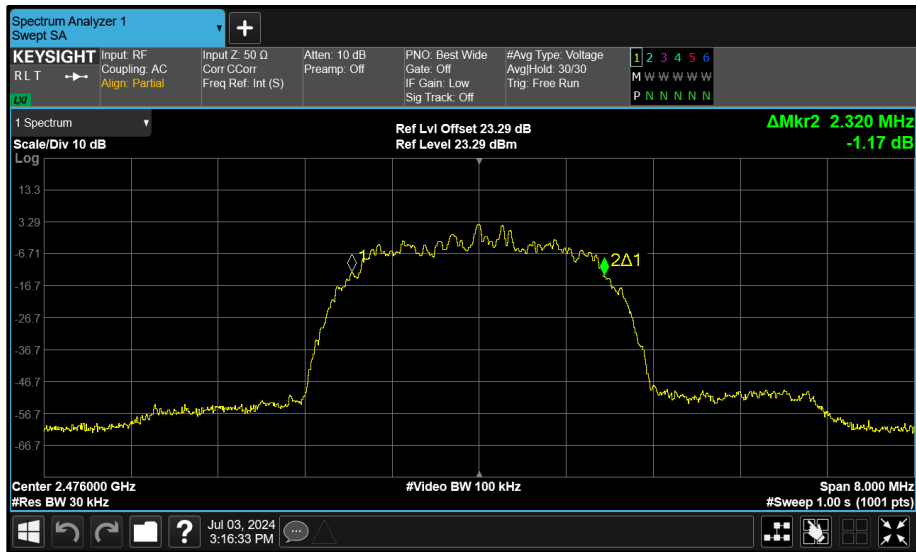 Spectrum Analyzer 1
Swept SA
KEYSIGHT
RLT
LXI
Input: RF
Coupling: AC
Align: Partial
Input Z: 50 Ω
Corr CCorr
Freq Ref: Int (S)
Atten: 10 dB
Preamp: Off
PNO: Best Wide
Gate: Off
IF Gain: Low
Sig Track: Off
#Avg Type: Voltage
Avg|Hold: 30/30
Trig: Free Run
1 2 3 4 5 6
M W W W W W
P N N N N N
1 Spectrum
Scale/Div 10 dB
Ref Lvl Offset 23.29 dB
Ref Level 23.29 dBm
ΔMkr2 2.320 MHz
-1.17 dB
Log
13.3
3.29
-6.71
-16.7
-26.7
-36.7
-46.7
-56.7
-66.7
1
2Δ1
Center 2.476000 GHz
#Video BW 100 kHz
Span 8.000 MHz
#Res BW 30 kHz
#Sweep 1.00 s (1001 pts)
?
Jul 03, 2024
3:16:33 PM